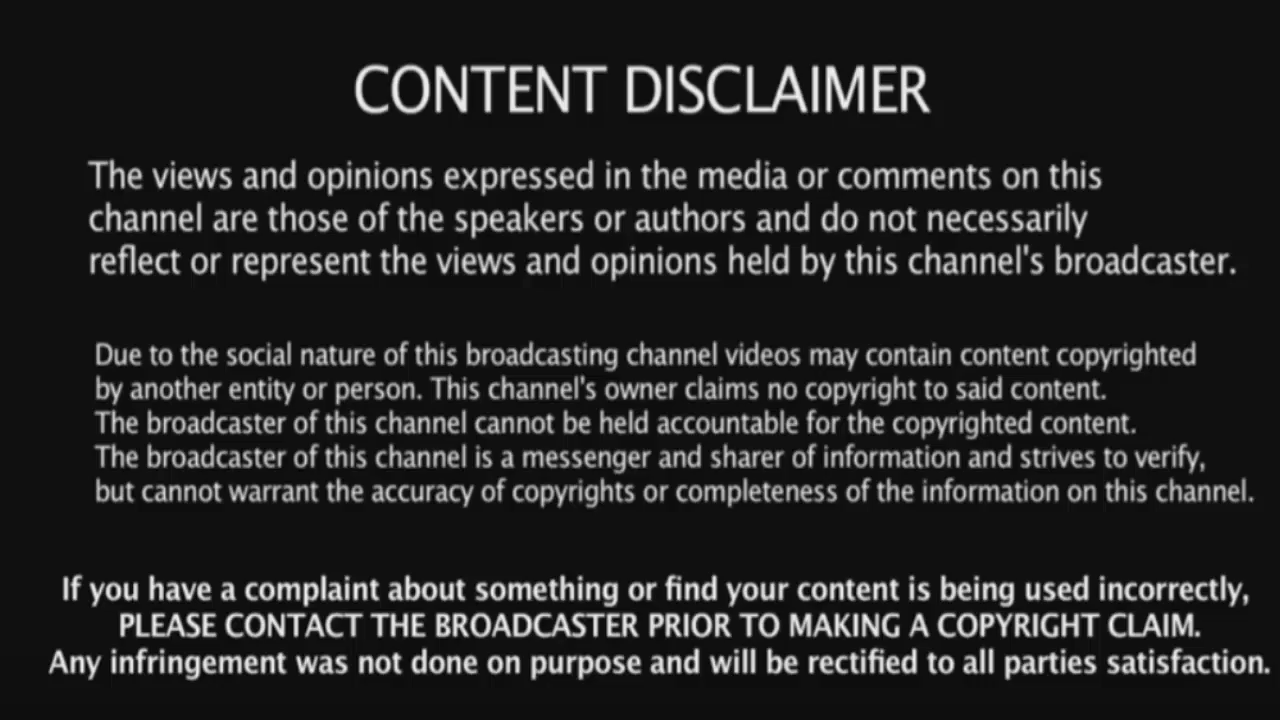 CONTENT DISCLAIMER
The views and opinions expressed in the media or comments on this
channel are those of the speakers or authors and do not necessarily
reflect or represent the views and opinions held by this channel's broadcaster.
Due to the social nature of this broadcasting channel videos may contain content copyrighted
by another entity or person. This channel's owner claims no copyright to said content.
The broadcaster of this channel cannot be held accountable for the copyrighted content.
The broadcaster of this channel is a messenger and sharer of information and strives to verify,
but cannot warrant the accuracy of copyrights or completeness of the information on this channel.
If you have a complaint about something or find your content is being used incorrectly,
PLEASE CONTACT THE BROADCASTER PRIOR TO MAKING A COPYRIGHT CLAIM.
Any infringement was not done on purpose and will be rectified to all parties satisfaction.